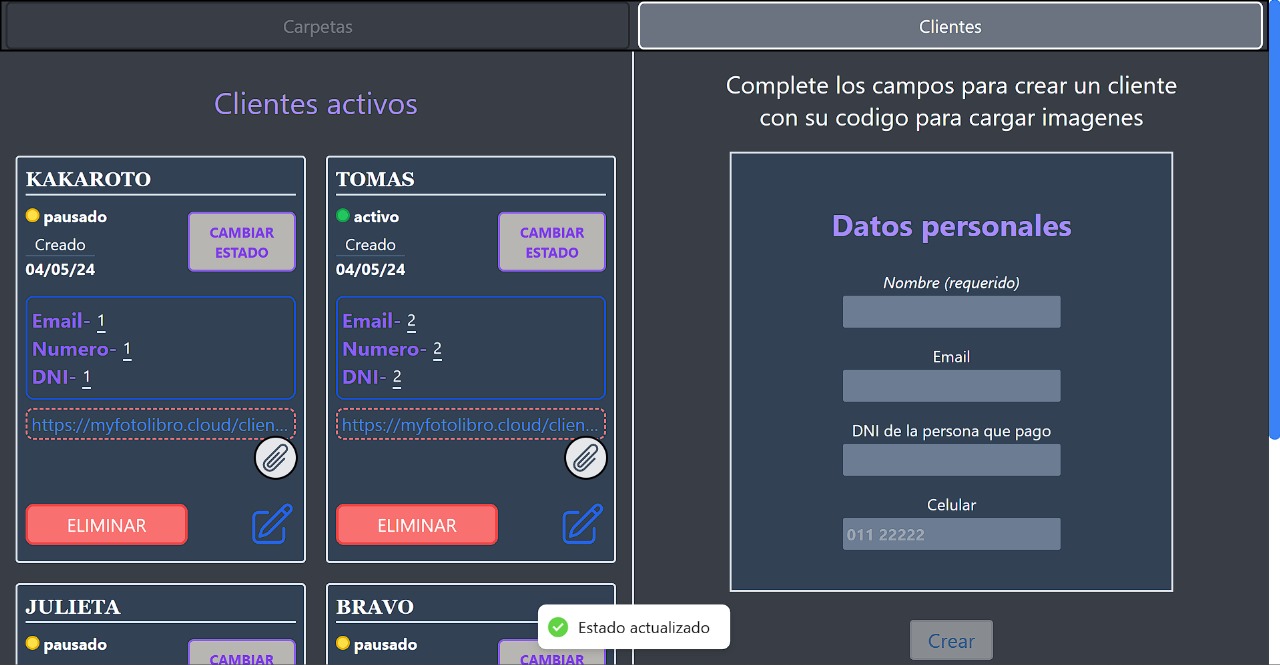 Carpetas
Clientes
Clientes activos
KAKAROTO
pausado
CAMBIAR
ESTADO
Creado
04/05/24
Email- 1
Numero- 1
DNI- 1
https://myfotolibro.cloud/clien...
ELIMINAR
TOMAS
activo
CAMBIAR
ESTADO
Creado
04/05/24
Email- 2
Numero- 2
DNI- 2
https://myfotolibro.cloud/clien...
ELIMINAR
JULIETA
pausado
CAMBIAR
BRAVO
pausado
CAMBIAR
Complete los campos para crear un cliente
con su codigo para cargar imagenes
Datos personales
Nombre (requerido)
Email
DNI de la persona que pago
Celular
011 22222
Crear
Estado actualizado